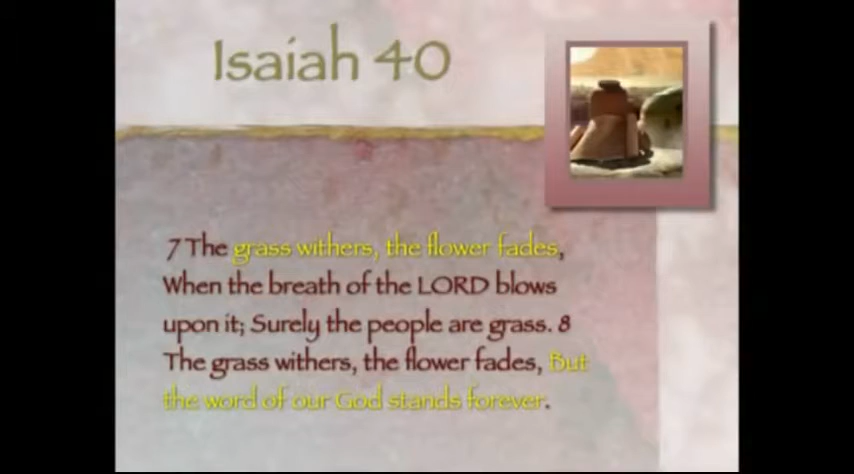 Isaiah 40
7 The grass withers, the flower fades,
When the breath of the LORD blows
upon it; Surely the people are grass. 8
The grass withers, the flower fades, But
the word of our God stands forever.